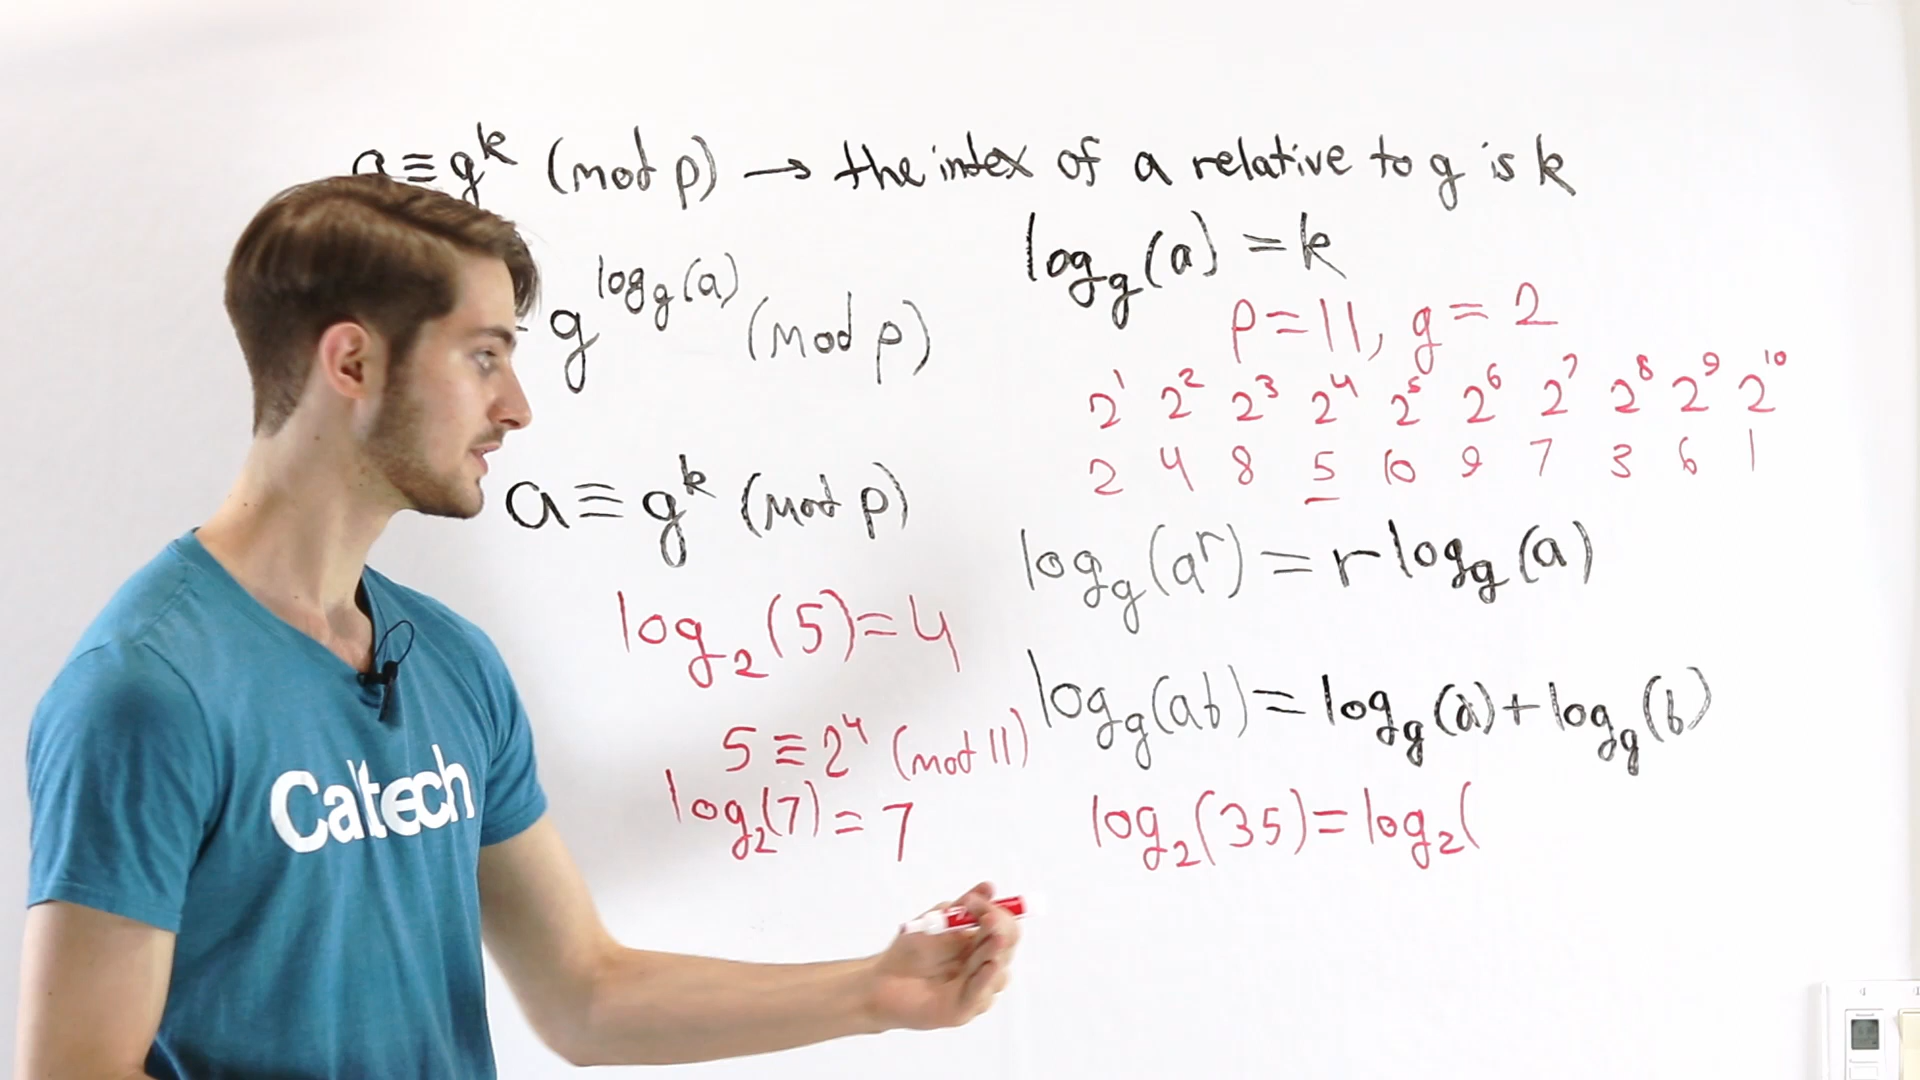 a ≡ g^k (mod p) → the index of a relative to g is k
log_g(a) = k
g^{log_g(a)} (mod p)
p = 11, g = 2
2^1 2^2 2^3 2^4 2^5 2^6 2^7 2^8 2^9 2^10
2 4 8 5 10 9 7 3 6 1
a ≡ g^k (mod p)
log_g(a^r) = r log_g(a)
log_2(5) = 4
log_g(ab) = log_g(a) + log_g(b)
5 ≡ 2^4 (mod 11)
log_2(7) = 7
log_2(35) = log_2(
Caltech